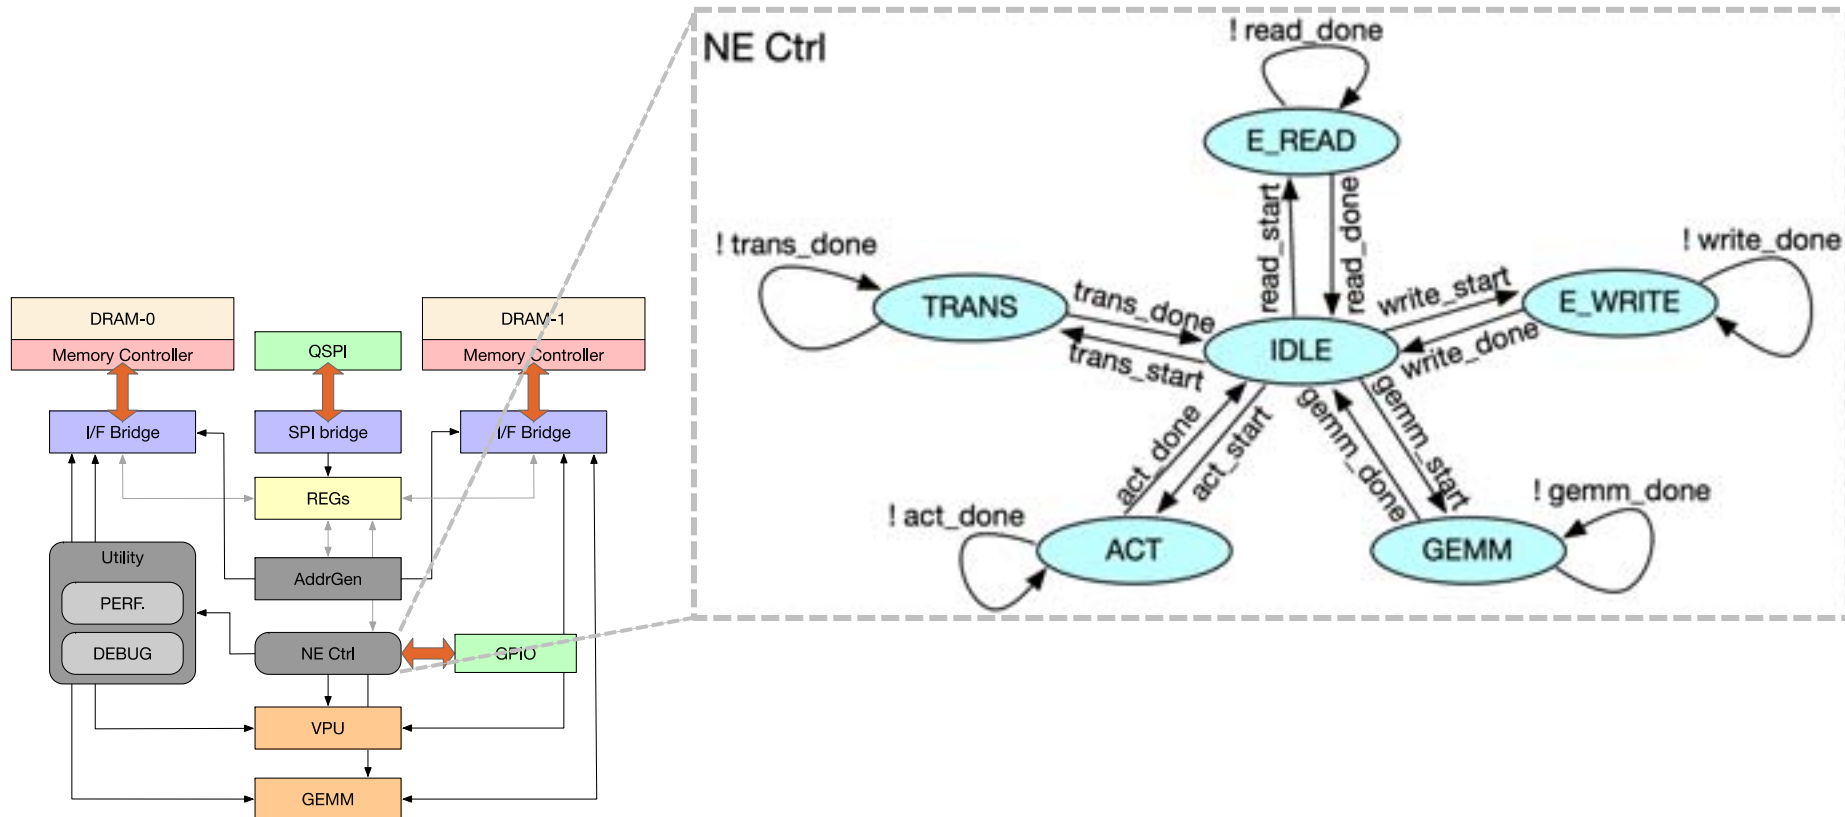 NE Ctrl
! read_done
E_READ
read_start
read_done
! trans_done
! write_done
TRANS
trans_done
trans_start
IDLE
write_start
write_done
E_WRITE
act_done
act_start
gemm_done
gemm_start
! act_done
ACT
GEMM
! gemm_done
DRAM-0
Memory Controller
QSPI
DRAM-1
Memory Controller
I/F Bridge
SPI bridge
I/F Bridge
REGs
Utility
PERF.
DEBUG
AddrGen
NE Ctrl
GPIO
VPU
GEMM